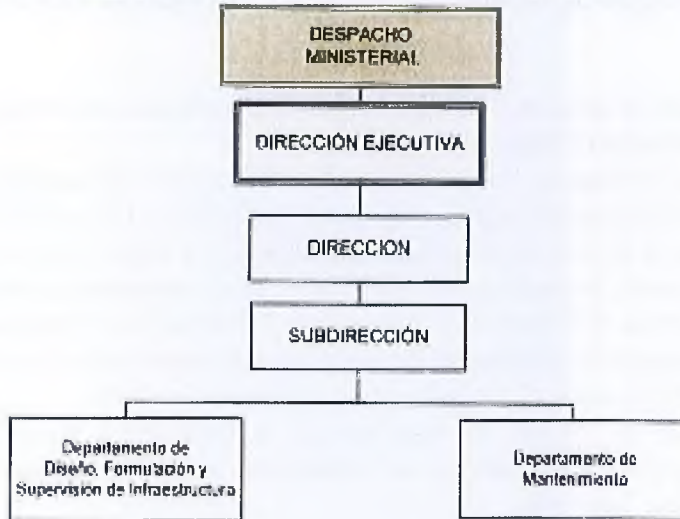 DESPACHO
MINISTERIAL
DIRECCIÓN EJECUTIVA
DIRECCION
SUBDIRECCIÓN
Departamento de
Diseño, Formulación y
Supervisión de Infraestructura
Departamento de
Mantenimiento